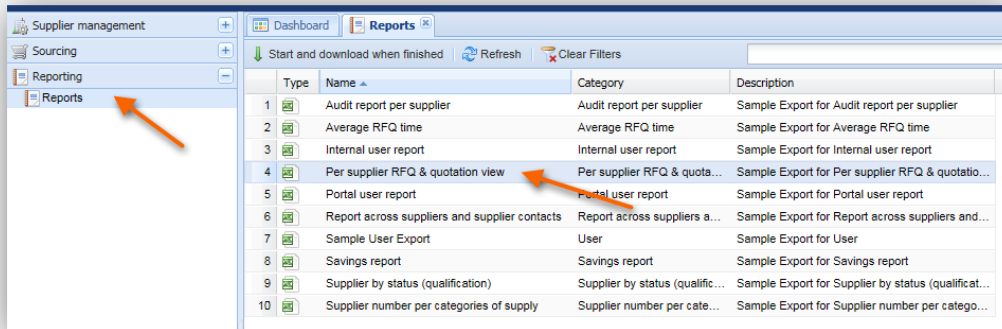 Supplier management
Sourcing
Reporting
Reports
Dashboard Reports
Start and download when finished Refresh Clear Filters
Type Name Category Description
1 Audit report per supplier Audit report per supplier Sample Export for Audit report per supplier
2 Average RFQ time Average RFQ time Sample Export for Average RFQ time
3 Internal user report Internal user report Sample Export for Internal user report
4 Per supplier RFQ & quotation view Per supplier RFQ & quota... Sample Export for Per supplier RFQ & quotatio...
5 Portal user report Portal user report Sample Export for Portal user report
6 Report across suppliers and supplier contacts Report across suppliers a... Sample Export for Report across suppliers and...
7 Sample User Export User Sample Export for User
8 Savings report Savings report Sample Export for Savings report
9 Supplier by status (qualification) Supplier by status (qualific... Sample Export for Supplier by status (qualificat...
10 Supplier number per categories of supply Supplier number per cate... Sample Export for Supplier number per catego...